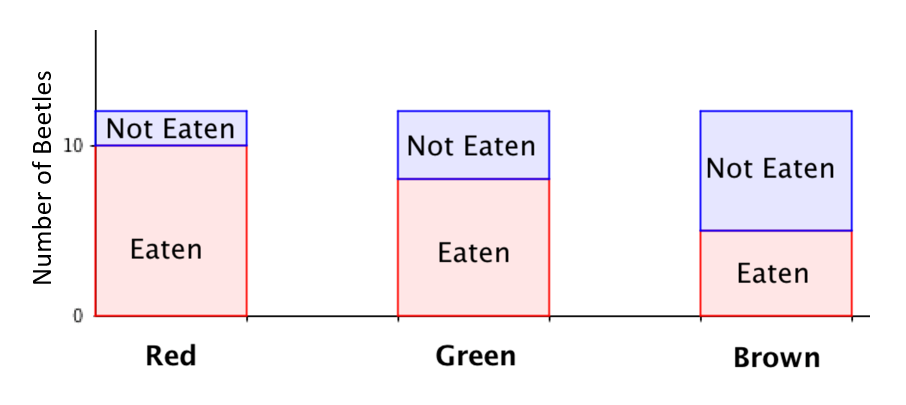 Number of Beetles
10
0
Not Eaten
Eaten
Not Eaten
Eaten
Not Eaten
Eaten
Red
Green
Brown